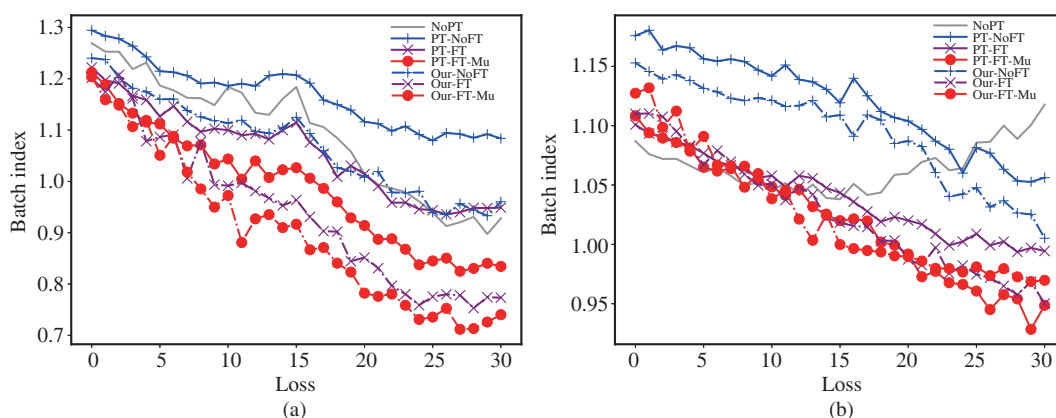 1.3
1.2
1.1
1.0
0.9
0.8
0.7
Batch index
0 5 10 15 20 25 30
Loss
NoPT
PT-NoFT
PT-FT
PT-FT-Mu
Our-NoFT
Our-FT
Our-FT-Mu
(a)
1.15
1.10
1.05
1.00
0.95
Batch index
0 5 10 15 20 25 30
Loss
NoPT
PT-NoFT
PT-FT
PT-FT-Mu
Our-NoFT
Our-FT
Our-FT-Mu
(b)